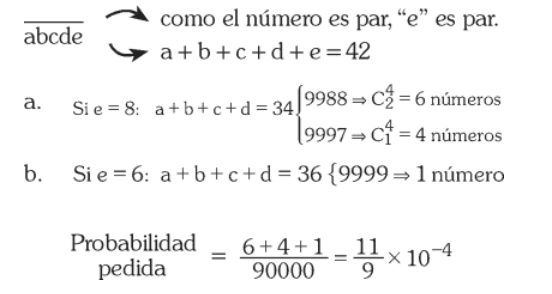 abcde
como el número es par, “e” es par.
a + b + c + d + e = 42
a. Si e = 8: a + b + c + d = 34 { 9988 ⇒ C₂⁴ = 6 números
9997 ⇒ C₁⁴ = 4 números
b. Si e = 6: a + b + c + d = 36 {9999 ⇒ 1 número
Probabilidad pedida = (6 + 4 + 1)/90000 = 11/9 × 10⁻⁴